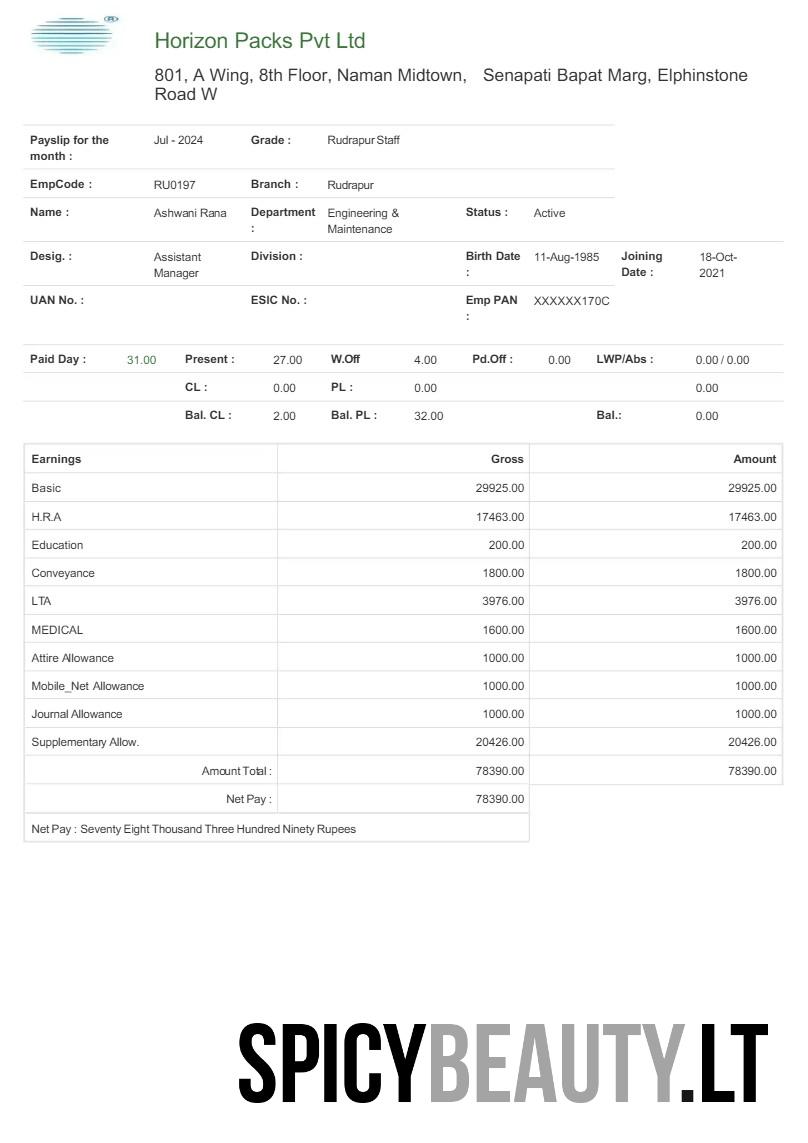 ®
Horizon Packs Pvt Ltd
801, A Wing, 8th Floor, Naman Midtown, Senapati Bapat Marg, Elphinstone
Road W
Payslip for the month : Jul - 2024 Grade : Rudrapur Staff
EmpCode : RU0197 Branch : Rudrapur
Name : Ashwani Rana Department : Engineering & Maintenance Status : Active
Desig. : Assistant Manager Division : Birth Date : 11-Aug-1985 Joining Date : 18-Oct-2021
UAN No. : ESIC No. : Emp PAN : XXXXXX170C
Paid Day : 31.00 Present : 27.00 W.Off 4.00 Pd.Off : 0.00 LWP/Abs : 0.00 / 0.00
CL : 0.00 PL : 0.00 0.00
Bal. CL : 2.00 Bal. PL : 32.00 Bal.: 0.00
Earnings Gross Amount
Basic 29925.00 29925.00
H.R.A 17463.00 17463.00
Education 200.00 200.00
Conveyance 1800.00 1800.00
LTA 3976.00 3976.00
MEDICAL 1600.00 1600.00
Attire Allowance 1000.00 1000.00
Mobile_Net Allowance 1000.00 1000.00
Journal Allowance 1000.00 1000.00
Supplementary Allow. 20426.00 20426.00
Amount Total : 78390.00 78390.00
Net Pay : 78390.00
Net Pay : Seventy Eight Thousand Three Hundred Ninety Rupees
SPICYBEAUTY.LT